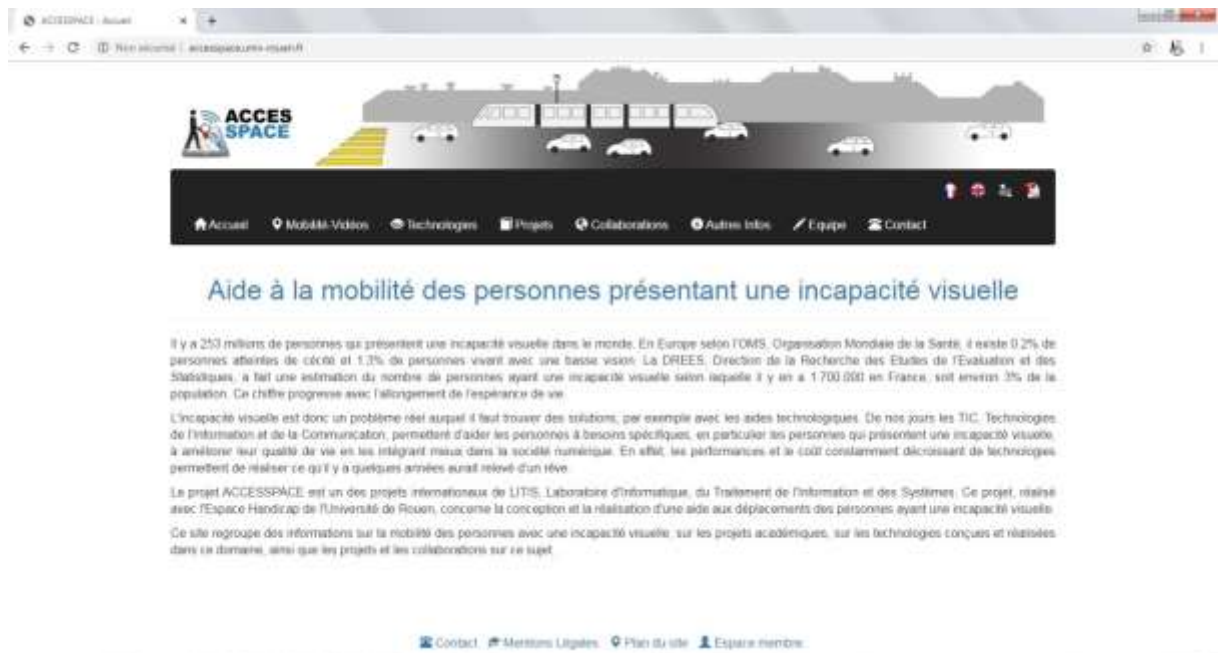 ACCESSPACE - Accueil
Non sécurisé | accesspace.univ-rouen.fr
ACCES
SPACE
Accueil Mobilité-Vidéos Technologies Projets Collaborations Autres Infos Equipe Contact
Aide à la mobilité des personnes présentant une incapacité visuelle
Il y a 253 millions de personnes qui présentent une incapacité visuelle dans le monde. En Europe selon l'OMS, Organisation Mondiale de la Santé, il existe 0.2% de
personnes atteintes de cécité et 1.3% de personnes vivant avec une basse vision. La DREES, Direction de la Recherche des Etudes de l'Evaluation et des
Statistiques, a fait une estimation du nombre de personnes ayant une incapacité visuelle selon laquelle il y en a 1 700 000 en France, soit environ 3% de la
population. Ce chiffre progresse avec l'allongement de l'espérance de vie.
L'incapacité visuelle est donc un problème réel auquel il faut trouver des solutions, par exemple avec les aides technologiques. De nos jours les TIC, Technologies
de l'Information et de la Communication, permettent d'aider les personnes à besoins spécifiques, en particulier les personnes qui présentent une incapacité visuelle,
à améliorer leur qualité de vie en les intégrant mieux dans la société numérique. En effet, les performances et le coût constamment décroissant de technologies
permettent de réaliser ce qu'il y a quelques années aurait relevé d'un rêve.
Le projet ACCESSPACE est un des projets internationaux de LITIS, Laboratoire d'Informatique, du Traitement de l'Information et des Systèmes. Ce projet, réalisé
avec l'Espace Handicap de l'Université de Rouen, concerne la conception et la réalisation d'une aide aux déplacements des personnes ayant une incapacité visuelle.
Ce site regroupe des informations sur la mobilité des personnes avec une incapacité visuelle, sur les projets académiques, sur les technologies conçues et réalisées
dans ce domaine, ainsi que les projets et les collaborations sur ce sujet.
Contact Mentions Légales Plan du site Espace membre